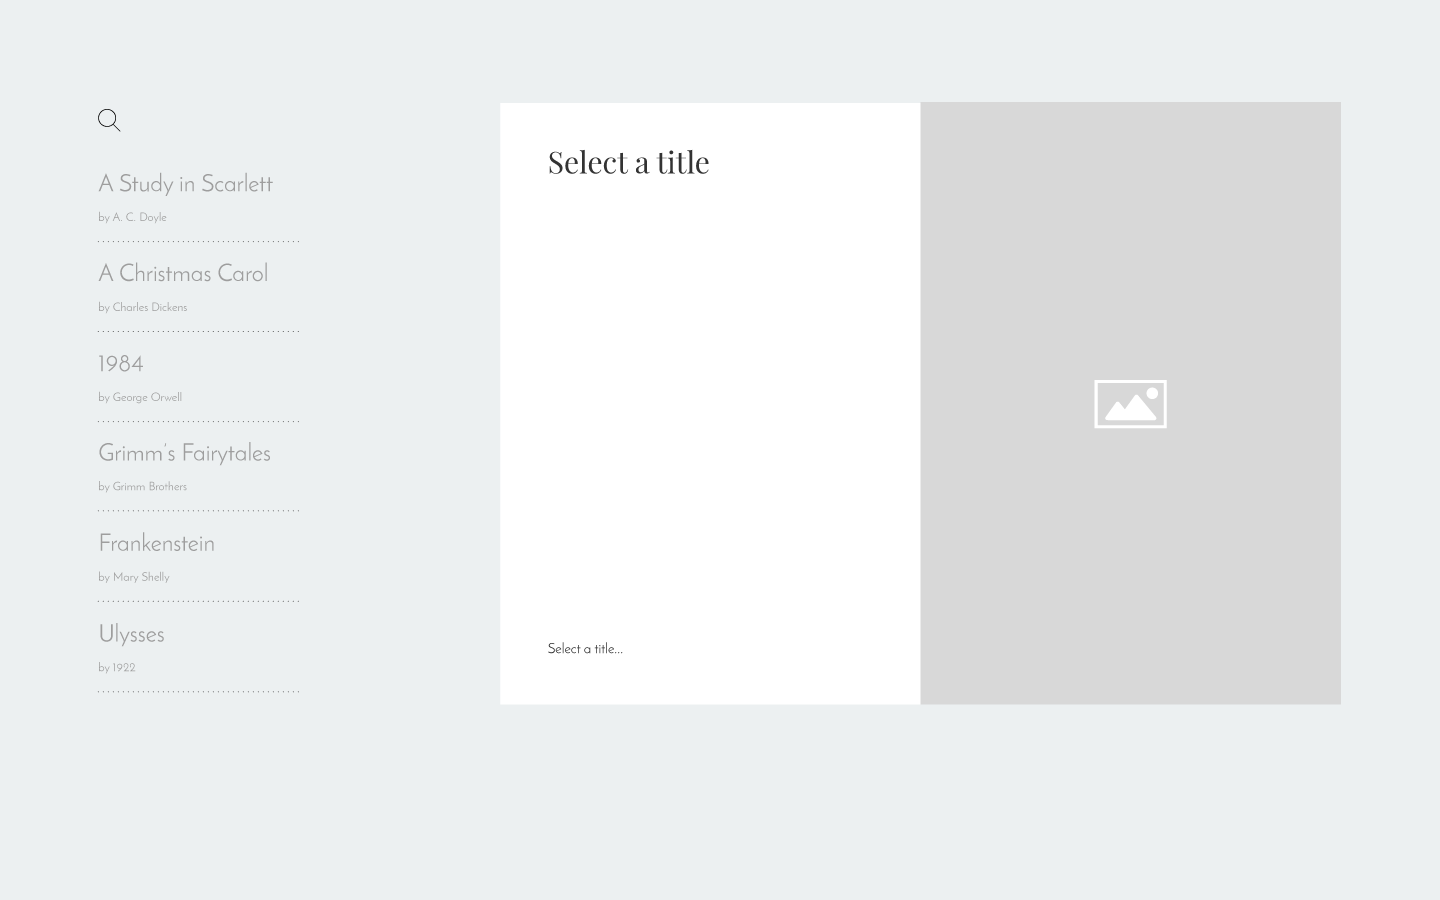 A Study in Scarlett
by A. C. Doyle
A Christmas Carol
by Charles Dickens
1984
by George Orwell
Grimm's Fairytales
by Grimm Brothers
Frankenstein
by Mary Shelly
Ulysses
by 1922
Select a title
Select a title...